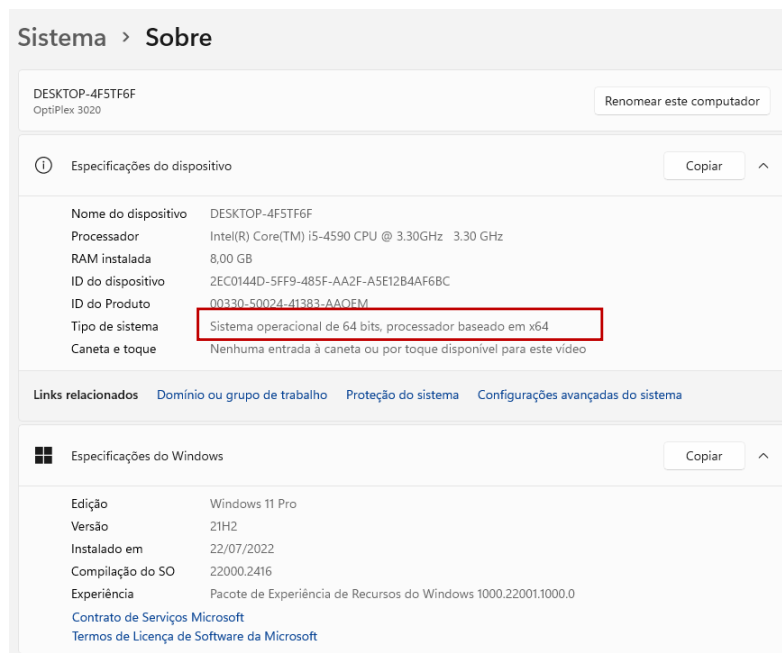 Sistema > Sobre
DESKTOP-4F5TF6F
OptiPlex 3020
Renomear este computador
Especificações do dispositivo
Copiar
Nome do dispositivo DESKTOP-4F5TF6F
Processador Intel(R) Core(TM) i5-4590 CPU @ 3.30GHz 3.30 GHz
RAM instalada 8,00 GB
ID do dispositivo 2EC0144D-5FF9-485F-AA2F-A5E12B4AF6BC
ID do Produto 00330-50024-41383-AAOEM
Tipo de sistema Sistema operacional de 64 bits, processador baseado em x64
Caneta e toque Nenhuma entrada à caneta ou por toque disponível para este vídeo
Links relacionados Domínio ou grupo de trabalho Proteção do sistema Configurações avançadas do sistema
Especificações do Windows
Copiar
Edição Windows 11 Pro
Versão 21H2
Instalado em 22/07/2022
Compilação do SO 22000.2416
Experiência Pacote de Experiência de Recursos do Windows 1000.22001.1000.0
Contrato de Serviços Microsoft
Termos de Licença de Software da Microsoft